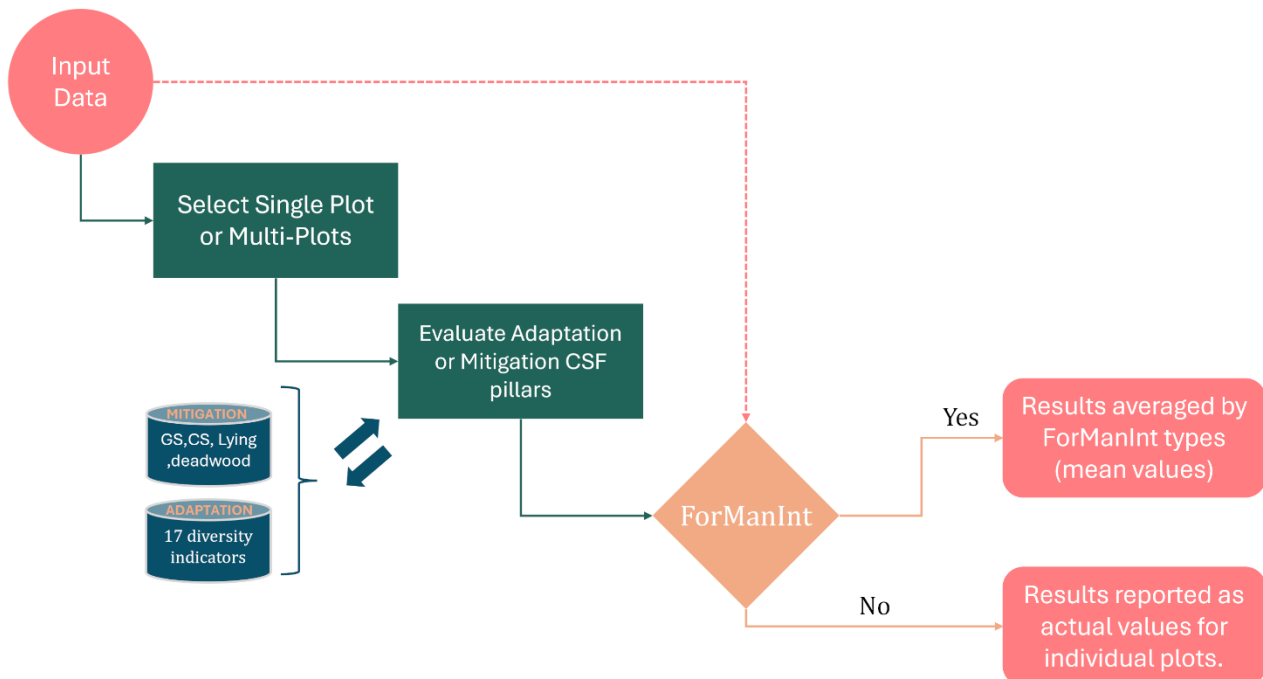 Input
Data
Select Single Plot
or Multi-Plots
Evaluate Adaptation
or Mitigation CSF
pillars
MITIGATION
GS,CS, Lying
,deadwood
ADAPTATION
17 diversity
indicators
ForManInt
Yes
Results averaged by
ForManInt types
(mean values)
No
Results reported as
actual values for
individual plots.